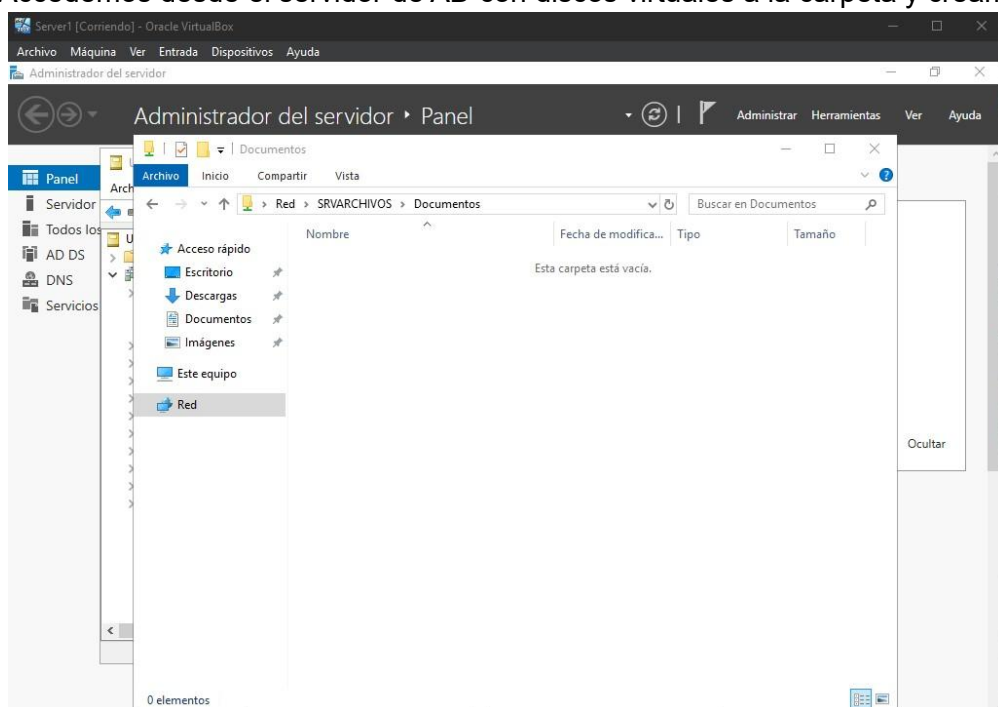 Accedemos desde el servidor de AD con discos virtuales a la carpeta y
Server1 [Corriendo] - Oracle VirtualBox
Archivo Máquina Ver Entrada Dispositivos Ayuda
Administrador del servidor
Administrador del servidor Panel
Administrar Herramientas Ver Ayuda
Documentos
Archivo Inicio Compartir Vista
Red > SRVARCHIVOS > Documentos
Buscar en Documentos
Nombre Fecha de modifica... Tipo Tamaño
Esta carpeta está vacía.
Panel
Servidor
Todos los
AD DS
DNS
Servicios
Arch
U
Acceso rápido
Escritorio
Descargas
Documentos
Imágenes
Este equipo
Red
Ocultar
0 elementos